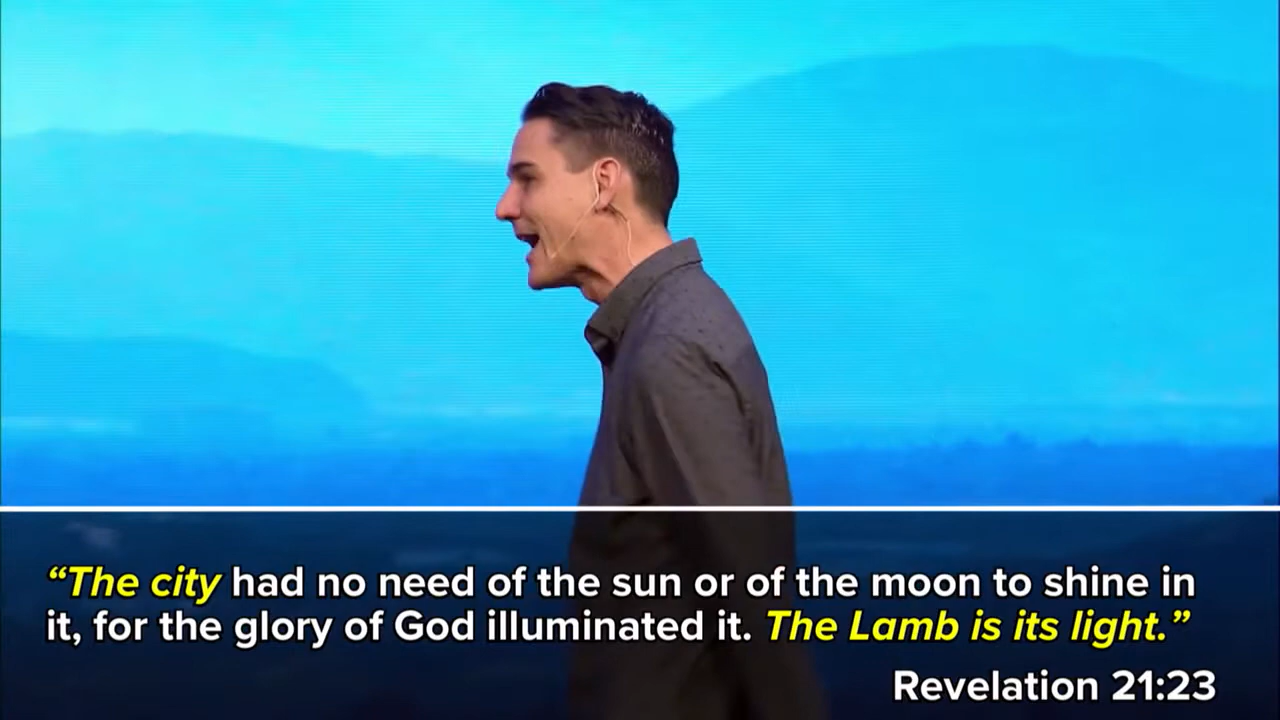 “The city had no need of the sun or of the moon to shine in
it, for the glory of God illuminated it. The Lamb is its light.”
Revelation 21:23